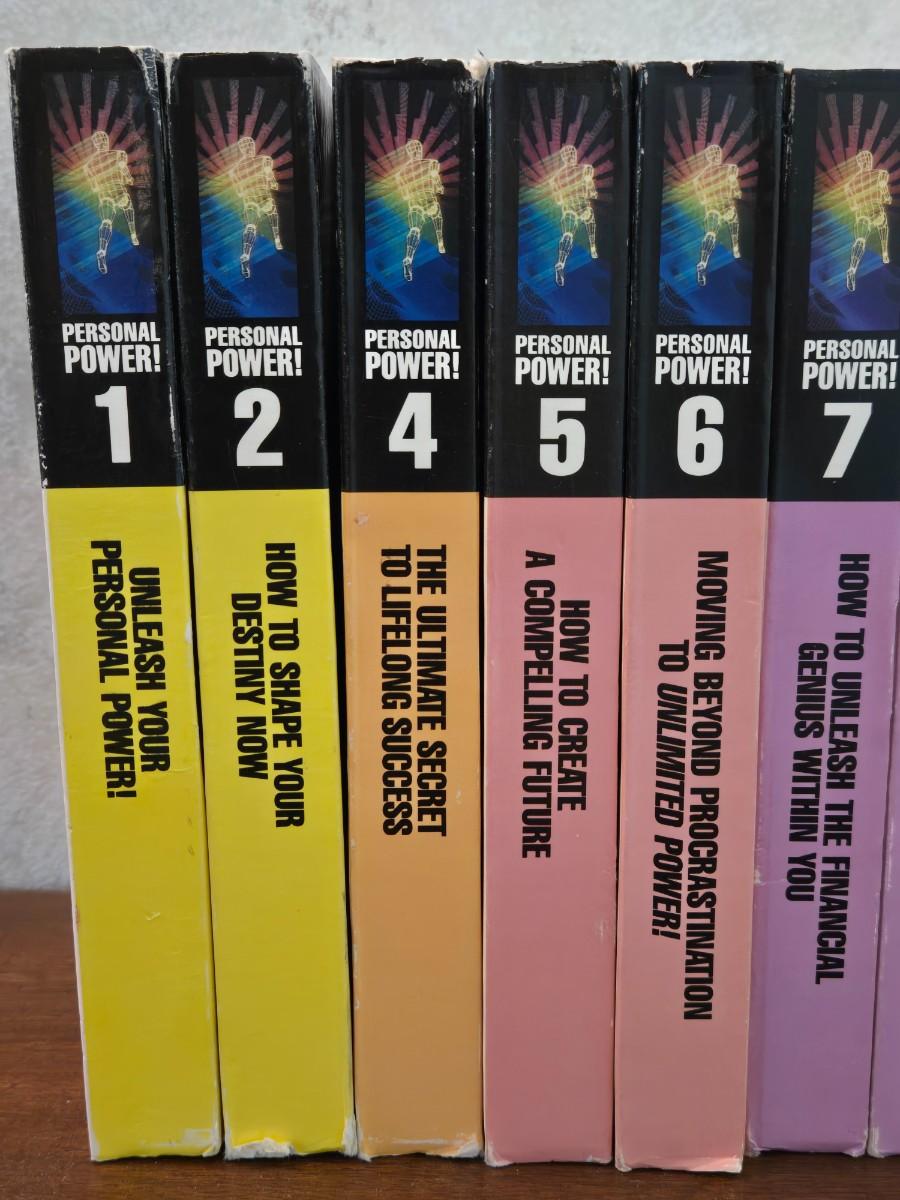 PERSONAL
POWER!
1
UNLEASH YOUR
PERSONAL POWER!
PERSONAL
POWER!
2
HOW TO SHAPE YOUR
DESTINY NOW
PERSONAL
POWER!
4
THE ULTIMATE SECRET
TO LIFELONG SUCCESS
PERSONAL
POWER!
5
HOW TO CREATE
A COMPELLING FUTURE
PERSONAL
POWER!
6
MOVING BEYOND PROCRASTINATION
TO UNLIMITED POWER!
PERSONAL
POWER!
7
HOW TO UNLEASH THE FINANCIAL
GENIUS WITHIN YOU